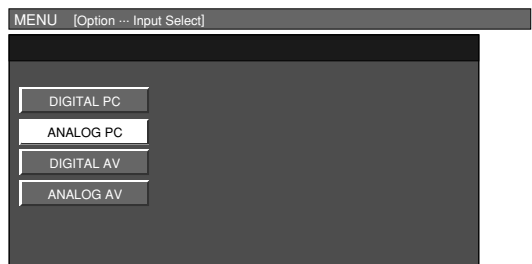 MENU [Option ··· Input Select]
DIGITAL PC
ANALOG PC
DIGITAL AV
ANALOG AV